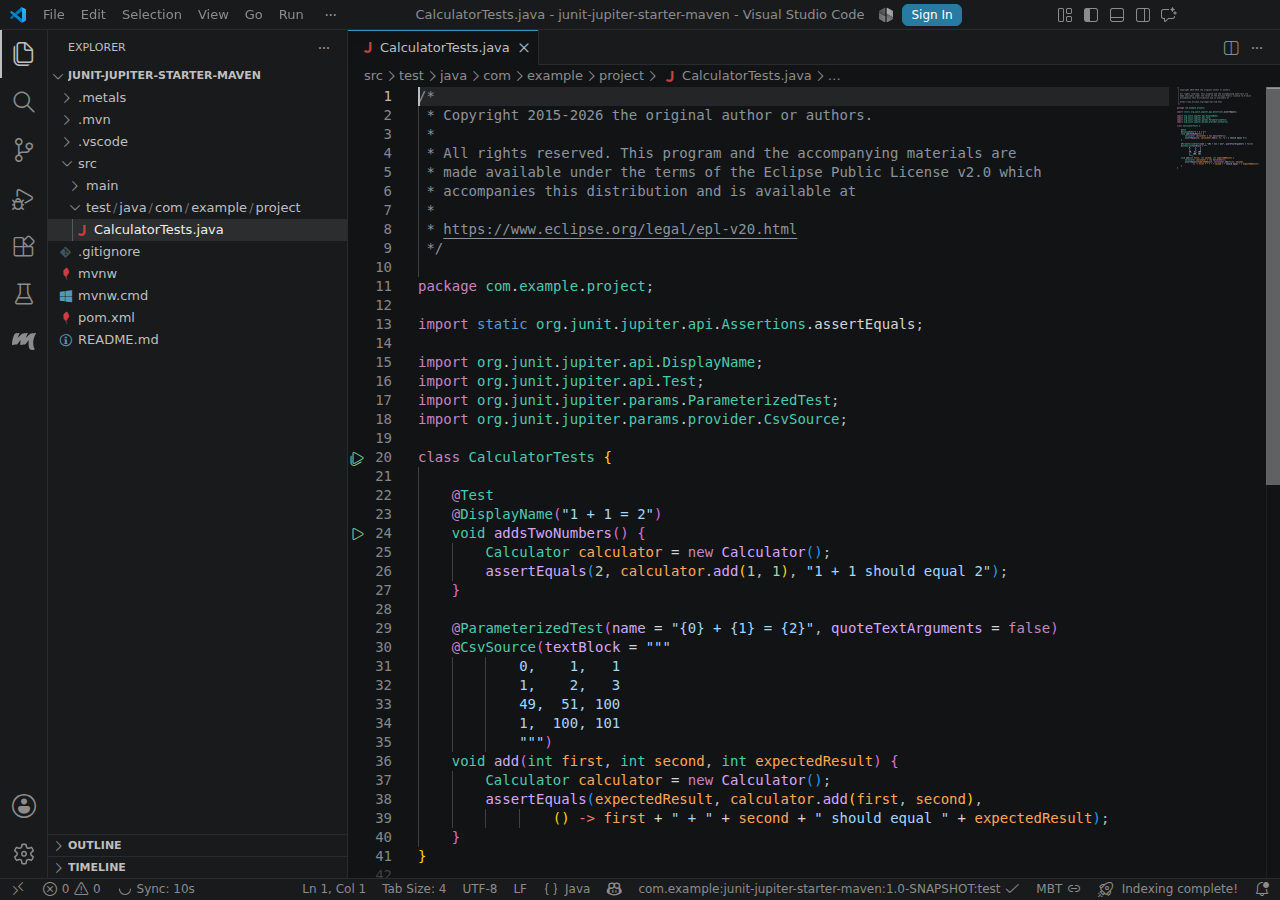 File Edit Selection View Go Run ··· CalculatorTests.java - junit-jupiter-starter-maven - Visual Studio Code Sign In
EXPLORER ···
JUNIT-JUPITER-STARTER-MAVEN
.metals
.mvn
.vscode
src
main
test/java/com/example/project
CalculatorTests.java
.gitignore
mvnw
mvnw.cmd
pom.xml
README.md
OUTLINE
TIMELINE
CalculatorTests.java
src > test > java > com > example > project > CalculatorTests.java > ...
1 /*
2  * Copyright 2015-2026 the original author or authors.
3  *
4  * All rights reserved. This program and the accompanying materials are
5  * made available under the terms of the Eclipse Public License v2.0 which
6  * accompanies this distribution and is available at
7  *
8  * https://www.eclipse.org/legal/epl-v20.html
9  */
10
11 package com.example.project;
12
13 import static org.junit.jupiter.api.Assertions.assertEquals;
14
15 import org.junit.jupiter.api.DisplayName;
16 import org.junit.jupiter.api.Test;
17 import org.junit.jupiter.params.ParameterizedTest;
18 import org.junit.jupiter.params.provider.CsvSource;
19
20 class CalculatorTests {
21
22     @Test
23     @DisplayName("1 + 1 = 2")
24     void addsTwoNumbers() {
25         Calculator calculator = new Calculator();
26         assertEquals(2, calculator.add(1, 1), "1 + 1 should equal 2");
27     }
28
29     @ParameterizedTest(name = "{0} + {1} = {2}", quoteTextArguments = false)
30     @CsvSource(textBlock = """
31             0,    1,   1
32             1,    2,   3
33             49,  51, 100
34             1,  100, 101
35             """)
36     void add(int first, int second, int expectedResult) {
37         Calculator calculator = new Calculator();
38         assertEquals(expectedResult, calculator.add(first, second),
39                 () -> first + " + " + second + " should equal " + expectedResult);
40     }
41 }
42
0 0 Sync: 10s Ln 1, Col 1 Tab Size: 4 UTF-8 LF { } Java com.example:junit-jupiter-starter-maven:1.0-SNAPSHOT:test MBT Indexing complete!